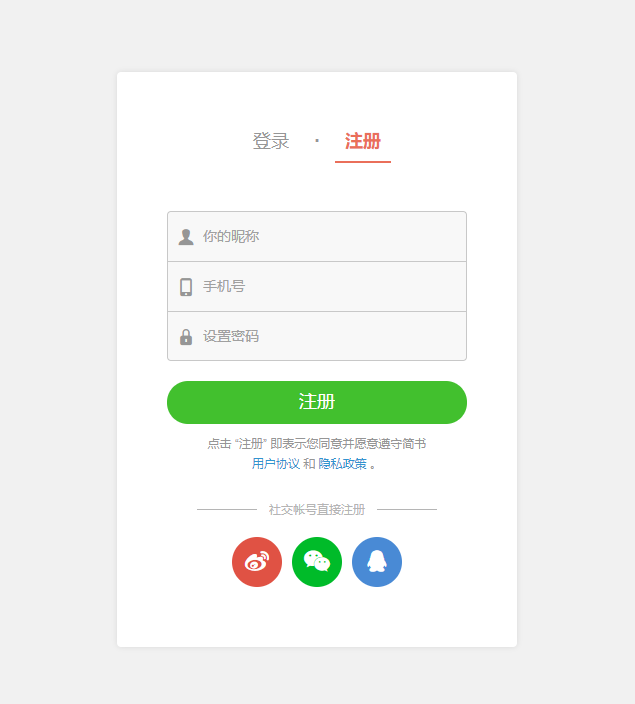 登录 · 注册
你的昵称
手机号
设置密码
注册
点击 “注册” 即表示您同意并愿意遵守简书
用户协议 和 隐私政策 。
社交帐号直接注册